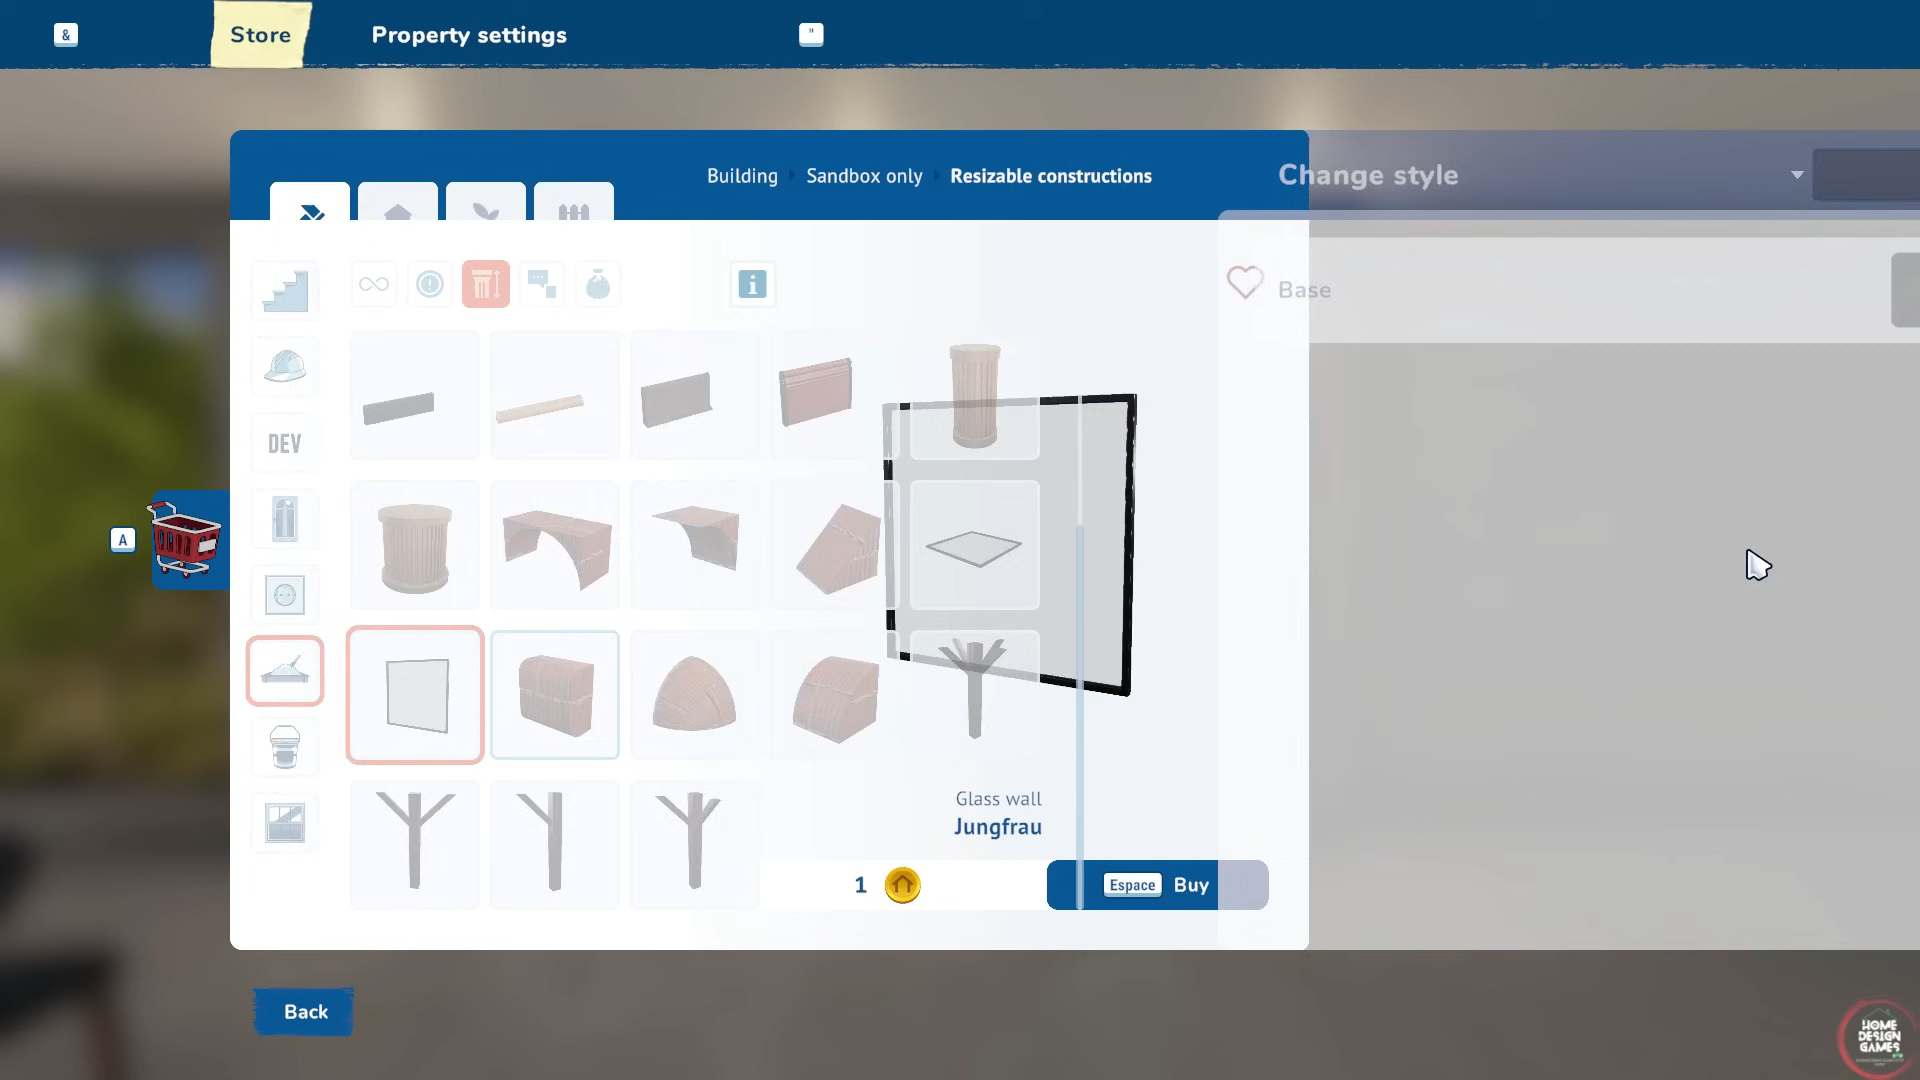 &
Store
Property settings
"
Building
Sandbox only
Resizable constructions
Change style
i
Base
DEV
A
Glass wall
Jungfrau
1
Espace
Buy
Back
HOME
DESIGN
GAMES